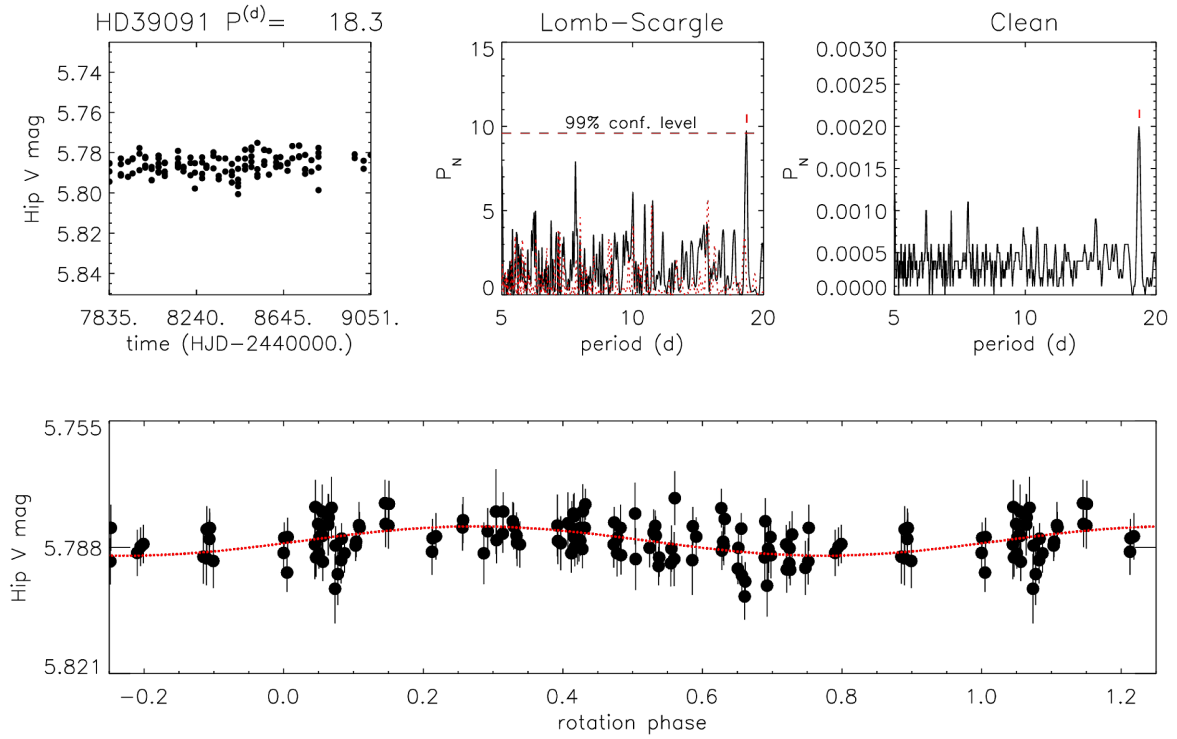 HD39091 P(d)= 18.3
Lomb-Scargle
Clean
5.74
5.76
5.78
5.80
5.82
5.84
Hip V mag
7835. 8240. 8645. 9051.
time (HJD-2440000.)
15
10
5
0
P_N
99% conf. level
5 10 20
period (d)
0.0030
0.0025
0.0020
0.0015
0.0010
0.0005
0.0000
P_N
5 10 20
period (d)
5.755
5.788
5.821
Hip V mag
-0.2 0.0 0.2 0.4 0.6 0.8 1.0 1.2
rotation phase